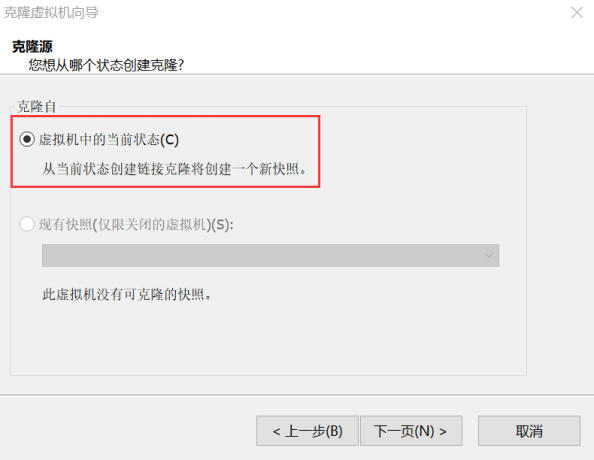 克隆虚拟机向导
克隆源
您想从哪个状态创建克隆?
克隆自
虚拟机中的当前状态(C)
从当前状态创建链接克隆将创建一个新快照。
现有快照(仅限关闭的虚拟机)(S):
此虚拟机没有可克隆的快照。
< 上一步(B) 下一页(N) > 取消